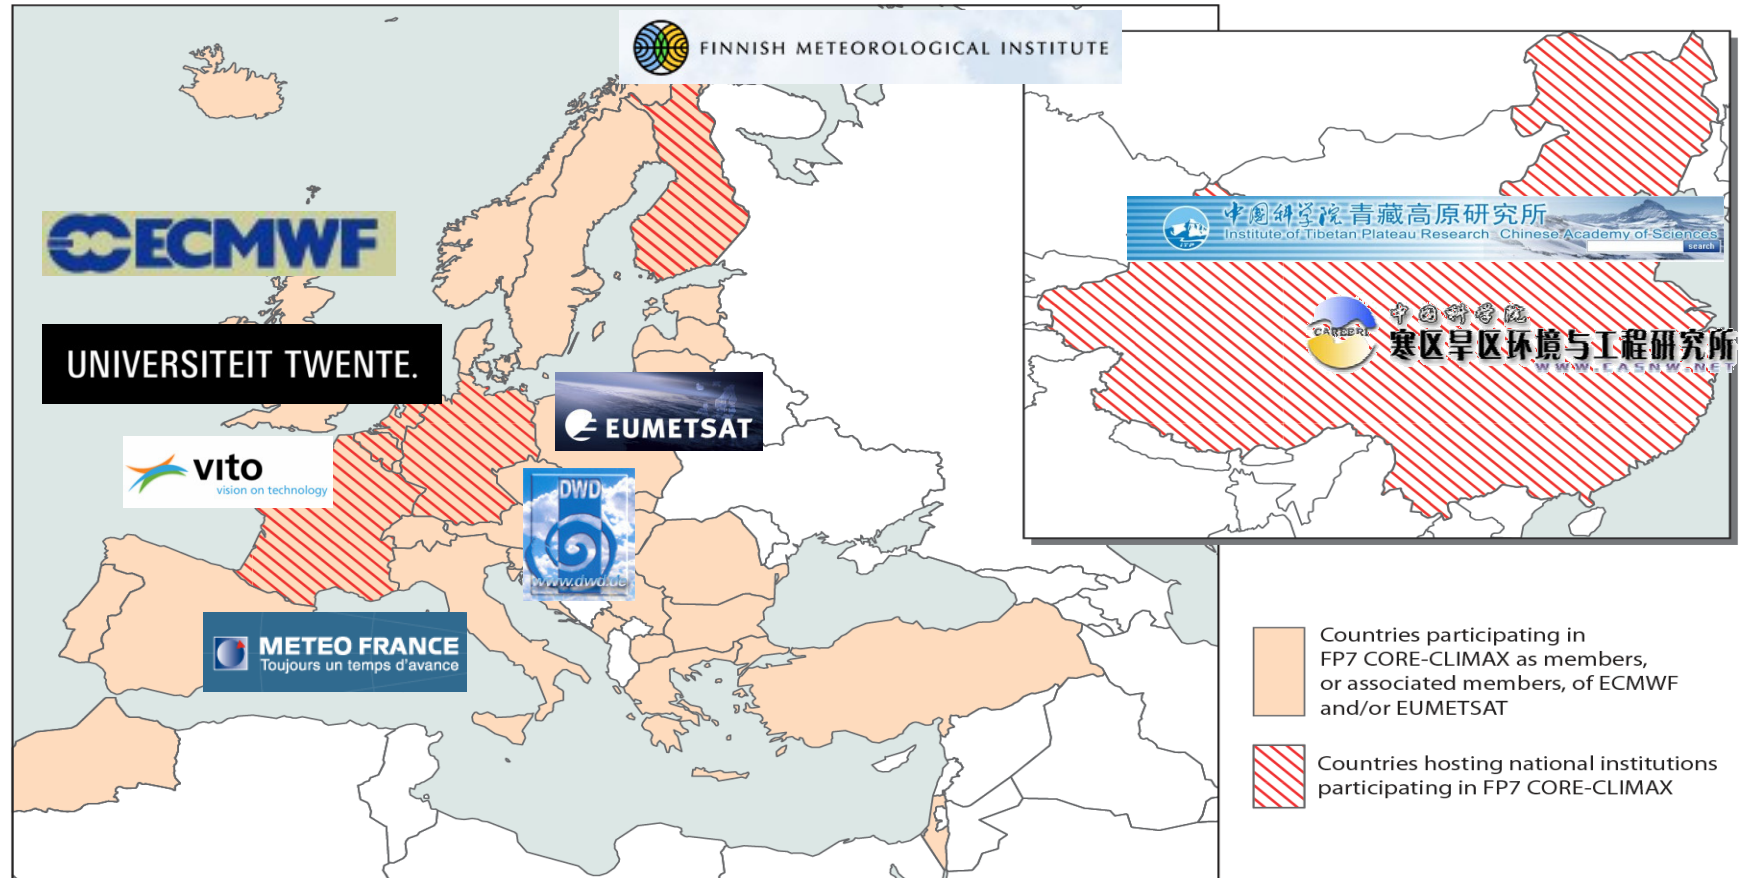 FINNISH METEOROLOGICAL INSTITUTE
ECMWF
UNIVERSITEIT TWENTE.
EUMETSAT
vito
vision on technology
DWD
www.dwd.de
METEO FRANCE
Toujours un temps d'avance
中国科学院青藏高原研究所
ITP
Institute of Tibetan Plateau Research Chinese Academy of Sciences
search
中国科学院
CAREERI
寒区旱区环境与工程研究所
WWW.CASNW.NET
Countries participating in
FP7 CORE-CLIMAX as members,
or associated members, of ECMWF
and/or EUMETSAT
Countries hosting national institutions
participating in FP7 CORE-CLIMAX